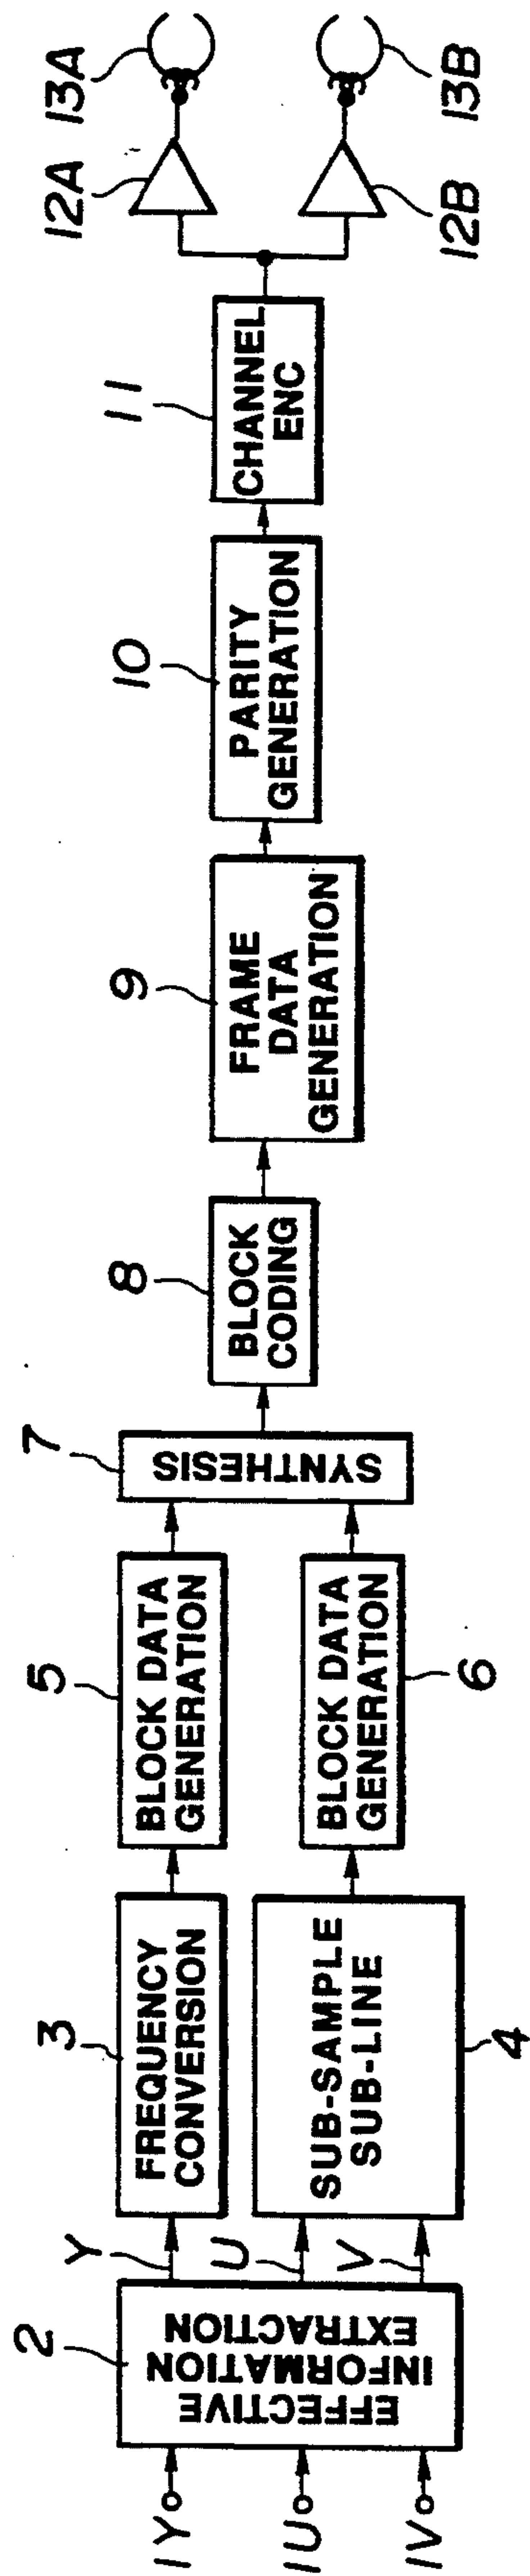 1Y
1U
1V
2
EFFECTIVE
INFORMATION
EXTRACTION
Y
U
V
3
FREQUENCY
CONVERSION
SUB-SAMPLE
SUB-LINE
4
5
BLOCK DATA
GENERATION
BLOCK DATA
GENERATION
6
7
SYNTHESIS
8
BLOCK
CODING
9
FRAME
DATA
GENERATION
10
PARITY
GENERATION
11
CHANNEL
ENC
12A
13A
12B
13B